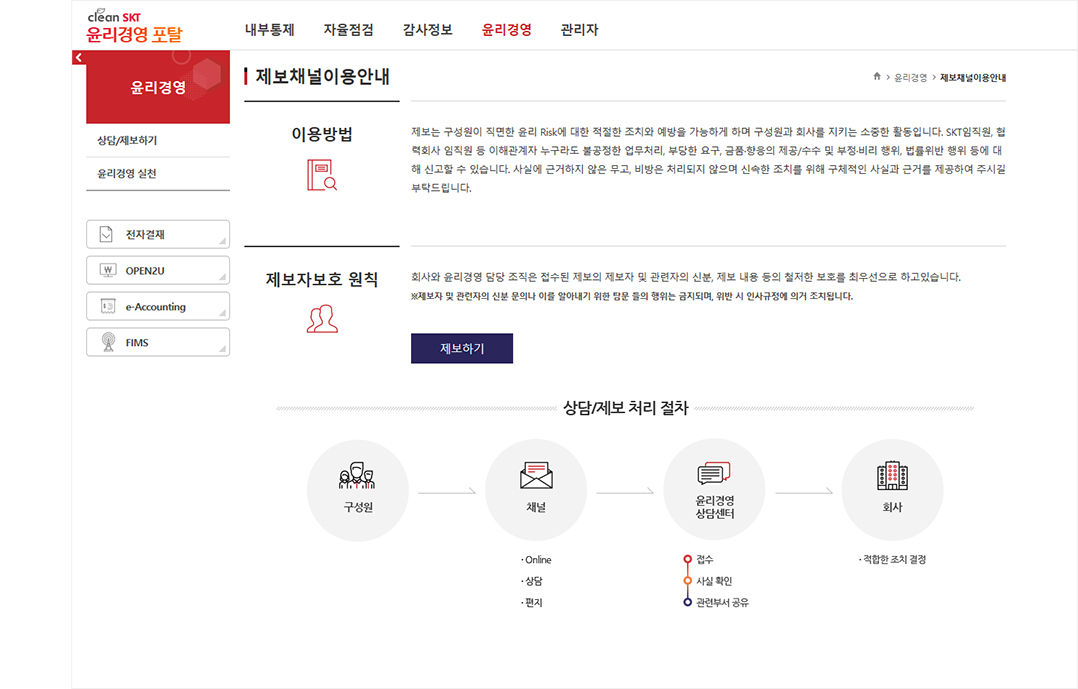 clean SKT
윤리경영 포탈
내부통제
자율점검
감사정보
윤리경영
관리자
윤리경영
상담/제보하기
윤리경영 실천
전자결재
OPEN2U
e-Accounting
FIMS
제보채널이용안내
> 윤리경영 > 제보채널이용안내
이용방법
제보는 구성원이 직면한 윤리 Risk에 대한 적절한 조치와 예방을 가능하게 하며 구성원과 회사를 지키는 소중한 활동입니다. SKT임직원, 협
력회사 임직원 등 이해관계자 누구라도 불공정한 업무처리, 부당한 요구, 금품·향응의 제공/수수 및 부정·비리 행위, 법률위반 행위 등에 대
해 신고할 수 있습니다. 사실에 근거하지 않은 무고, 비방은 처리되지 않으며 신속한 조치를 위해 구체적인 사실과 근거를 제공하여 주시길
부탁드립니다.
제보자보호 원칙
회사와 윤리경영 담당 조직은 접수된 제보의 제보자 및 관련자의 신분, 제보 내용 등의 철저한 보호를 최우선으로 하고있습니다.
※제보자 및 관련자의 신분 문의나 이를 알아내기 위한 탐문 들의 행위는 금지되며, 위반 시 인사규정에 의거 조치됩니다.
제보하기
상담/제보 처리 절차
구성원
채널
· Online
· 상담
· 편지
윤리경영
상담센터
접수
사실 확인
관련부서 공유
회사
· 적합한 조치 결정